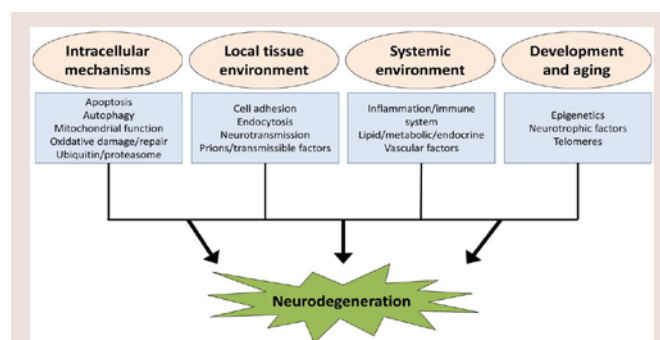 Intracellular
mechanisms
Apoptosis
Autophagy
Mitochondrial function
Oxidative damage/repair
Ubiquitin/proteasome
Local tissue
environment
Cell adhesion
Endocytosis
Neurotransmission
Prions/transmissible factors
Systemic
environment
Inflammation/immune
system
Lipid/metabolic/endocrine
Vascular factors
Development
and aging
Epigenetics
Neurotrophic factors
Telomeres
Neurodegeneration